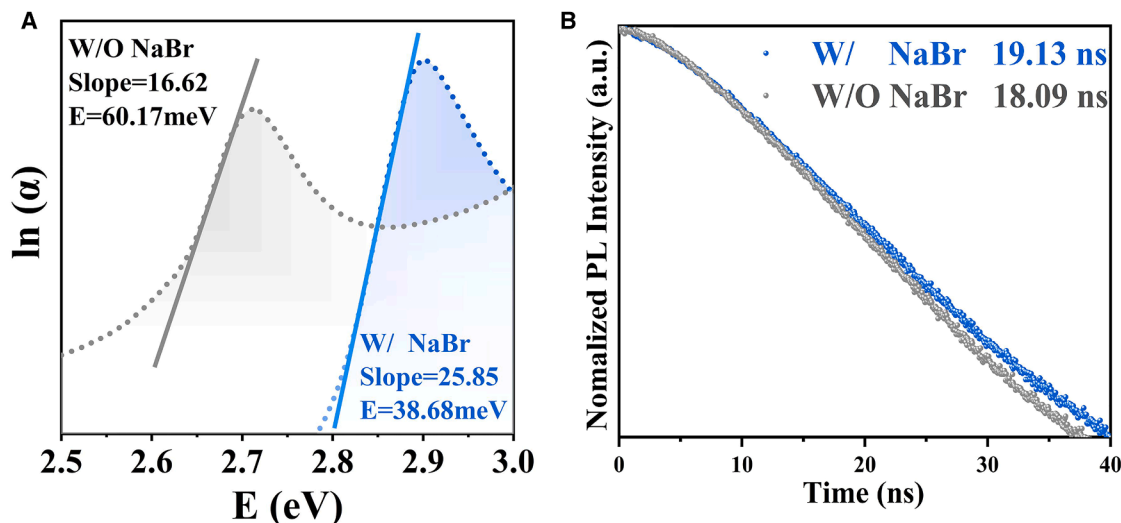 A
W/O NaBr
Slope=16.62
E=60.17meV
W/ NaBr
Slope=25.85
E=38.68meV
ln (α)
2.5 2.6 2.7 2.8 2.9 3.0
E (eV)
B
W/ NaBr 19.13 ns
W/O NaBr 18.09 ns
Nomalized PL Intensity (a.u.)
0 10 20 30 40
Time (ns)